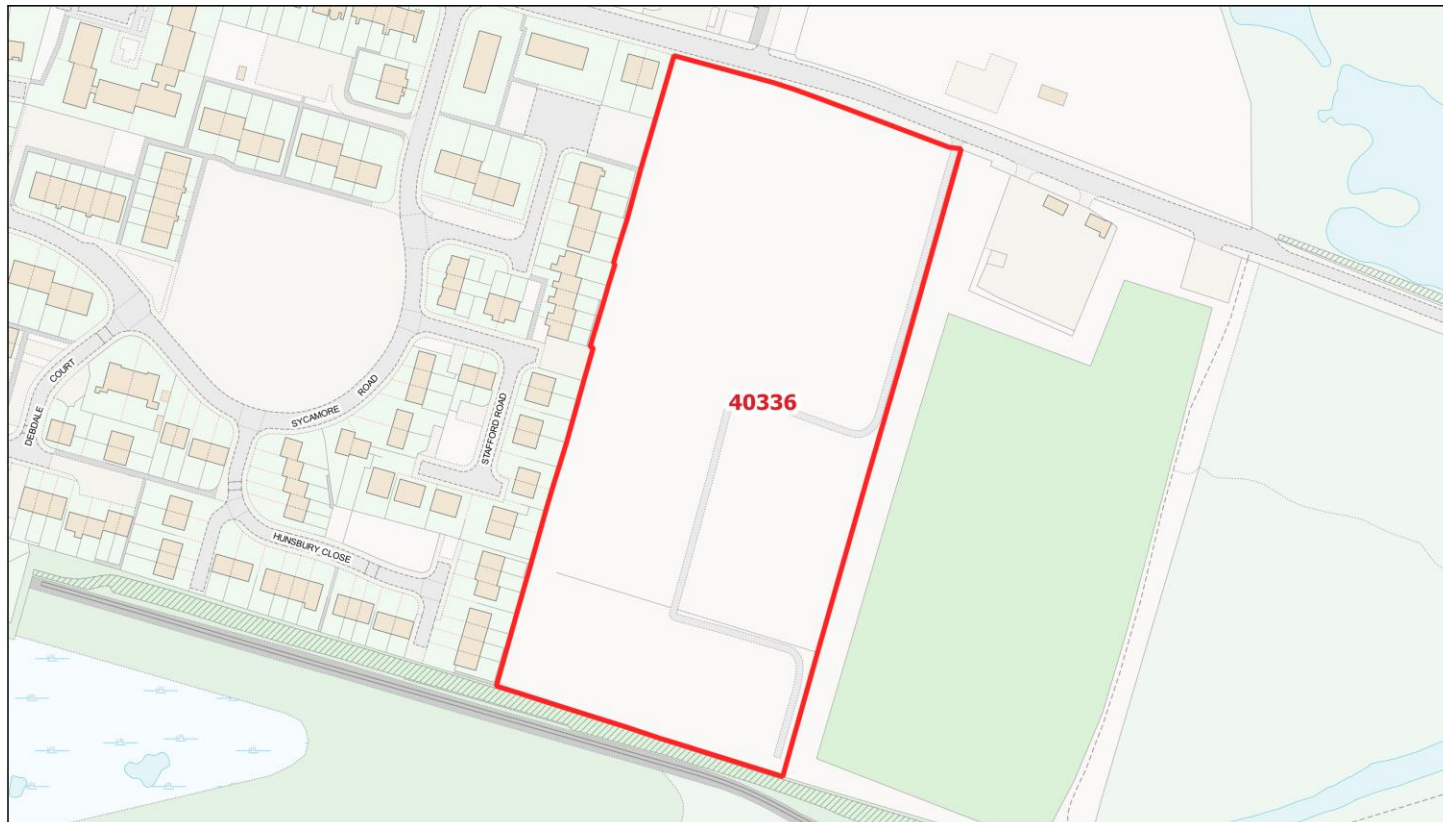 40336
DEBDALE COURT
SYCAMORE ROAD
STAFFORD ROAD
HUNSBURY CLOSE